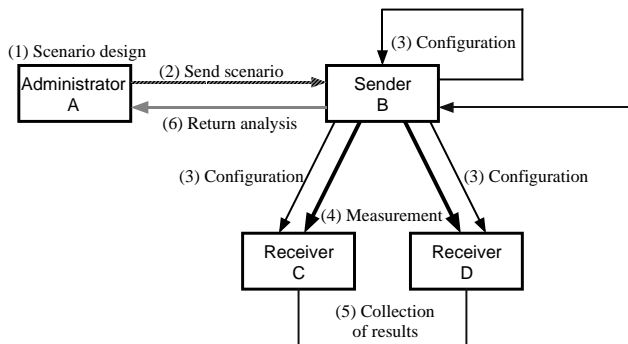 (1) Scenario design
Administrator
A
(2) Send scenario
(3) Configuration
Sender
B
(6) Return analysis
(3) Configuration
(3) Configuration
(4) Measurement
Receiver
C
Receiver
D
(5) Collection
of results